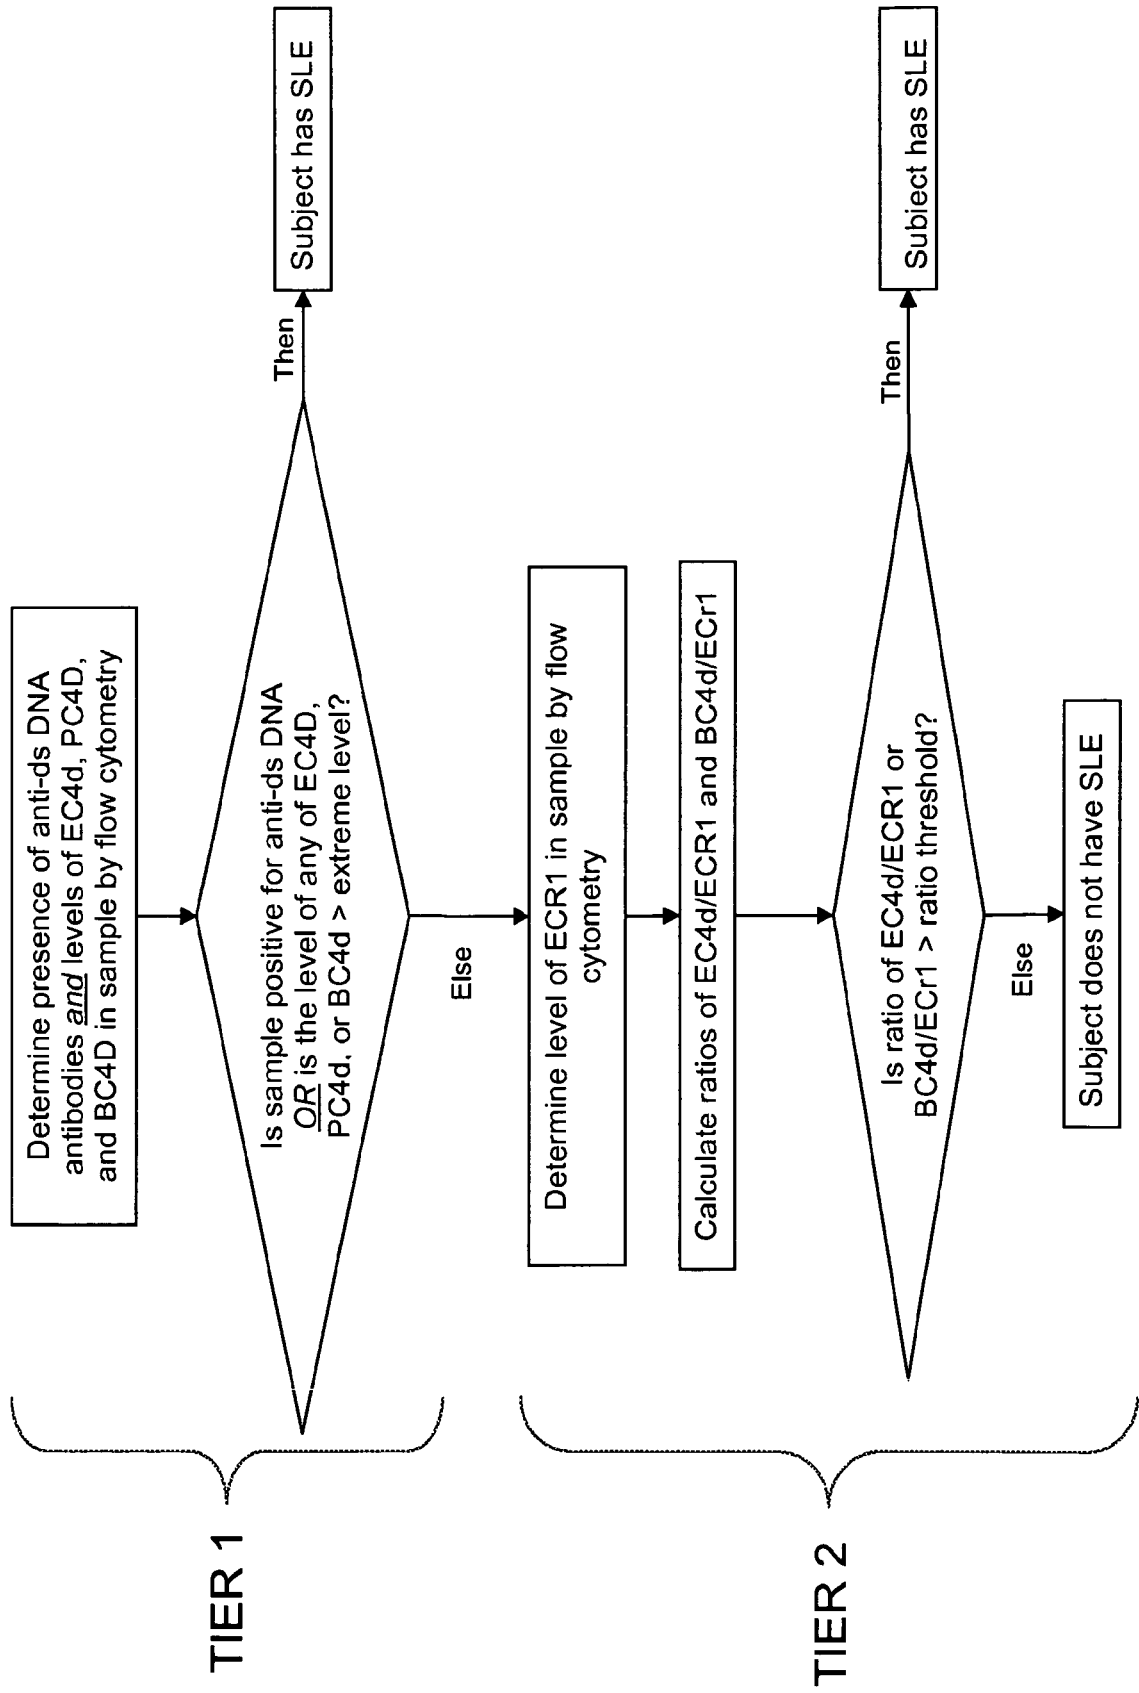 TIER 1
Determine presence of anti-ds DNA
antibodies and levels of EC4d, PC4D,
and BC4D in sample by flow cytometry
Is sample positive for anti-ds DNA
OR is the level of any of EC4D,
PC4d. or BC4d > extreme level?
Then
Subject has SLE
Else
TIER 2
Determine level of ECR1 in sample by flow
cytometry
Calculate ratios of EC4d/ECR1 and BC4d/ECr1
Is ratio of EC4d/ECR1 or
BC4d/ECr1 > ratio threshold?
Then
Subject has SLE
Else
Subject does not have SLE